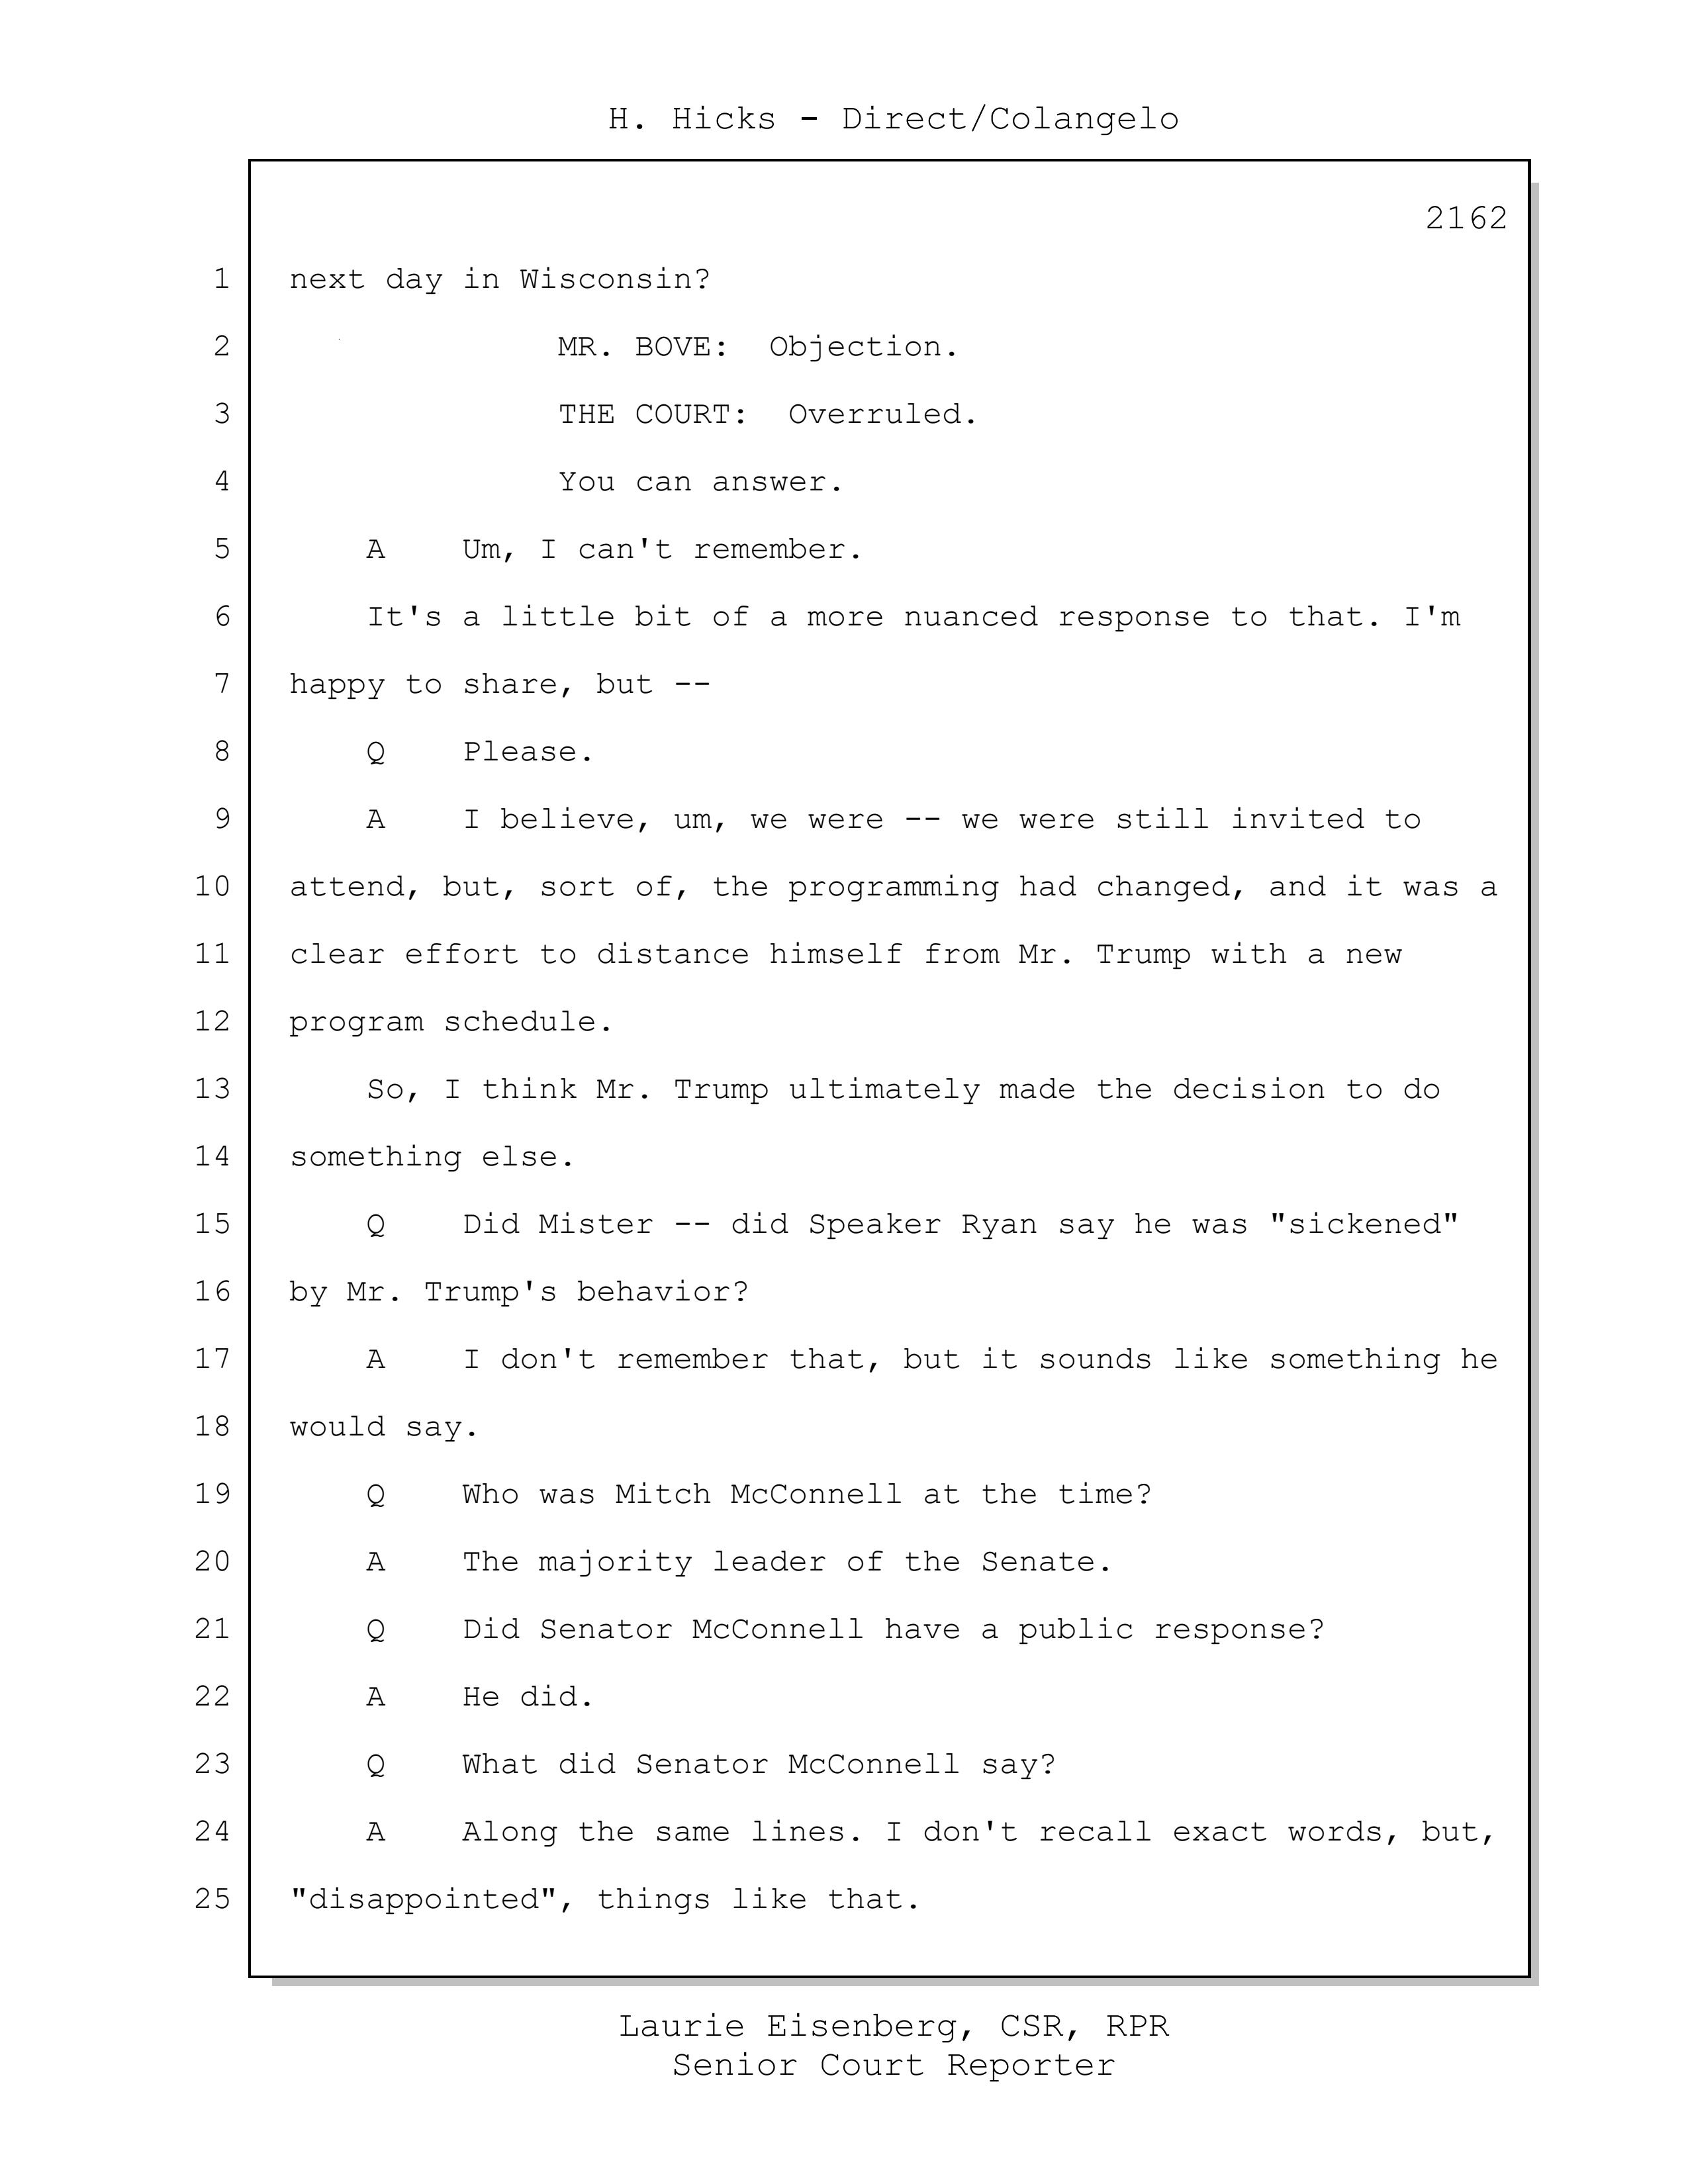 H. Hicks - Direct/Colangelo
2162
1 next day in Wisconsin?
2 MR. BOVE: Objection.
3 THE COURT: Overruled.
4 You can answer.
5 A Um, I can't remember.
6 It's a little bit of a more nuanced response to that. I'm
7 happy to share, but --
8 Q Please.
9 A I believe, um, we were -- we were still invited to
10 attend, but, sort of, the programming had changed, and it was a
11 clear effort to distance himself from Mr. Trump with a new
12 program schedule.
13 So, I think Mr. Trump ultimately made the decision to do
14 something else.
15 Q Did Mister -- did Speaker Ryan say he was "sickened"
16 by Mr. Trump's behavior?
17 A I don't remember that, but it sounds like something he
18 would say.
19 Q Who was Mitch McConnell at the time?
20 A The majority leader of the Senate.
21 Q Did Senator McConnell have a public response?
22 A He did.
23 Q What did Senator McConnell say?
24 A Along the same lines. I don't recall exact words, but,
25 "disappointed", things like that.
Laurie Eisenberg, CSR, RPR
Senior Court Reporter